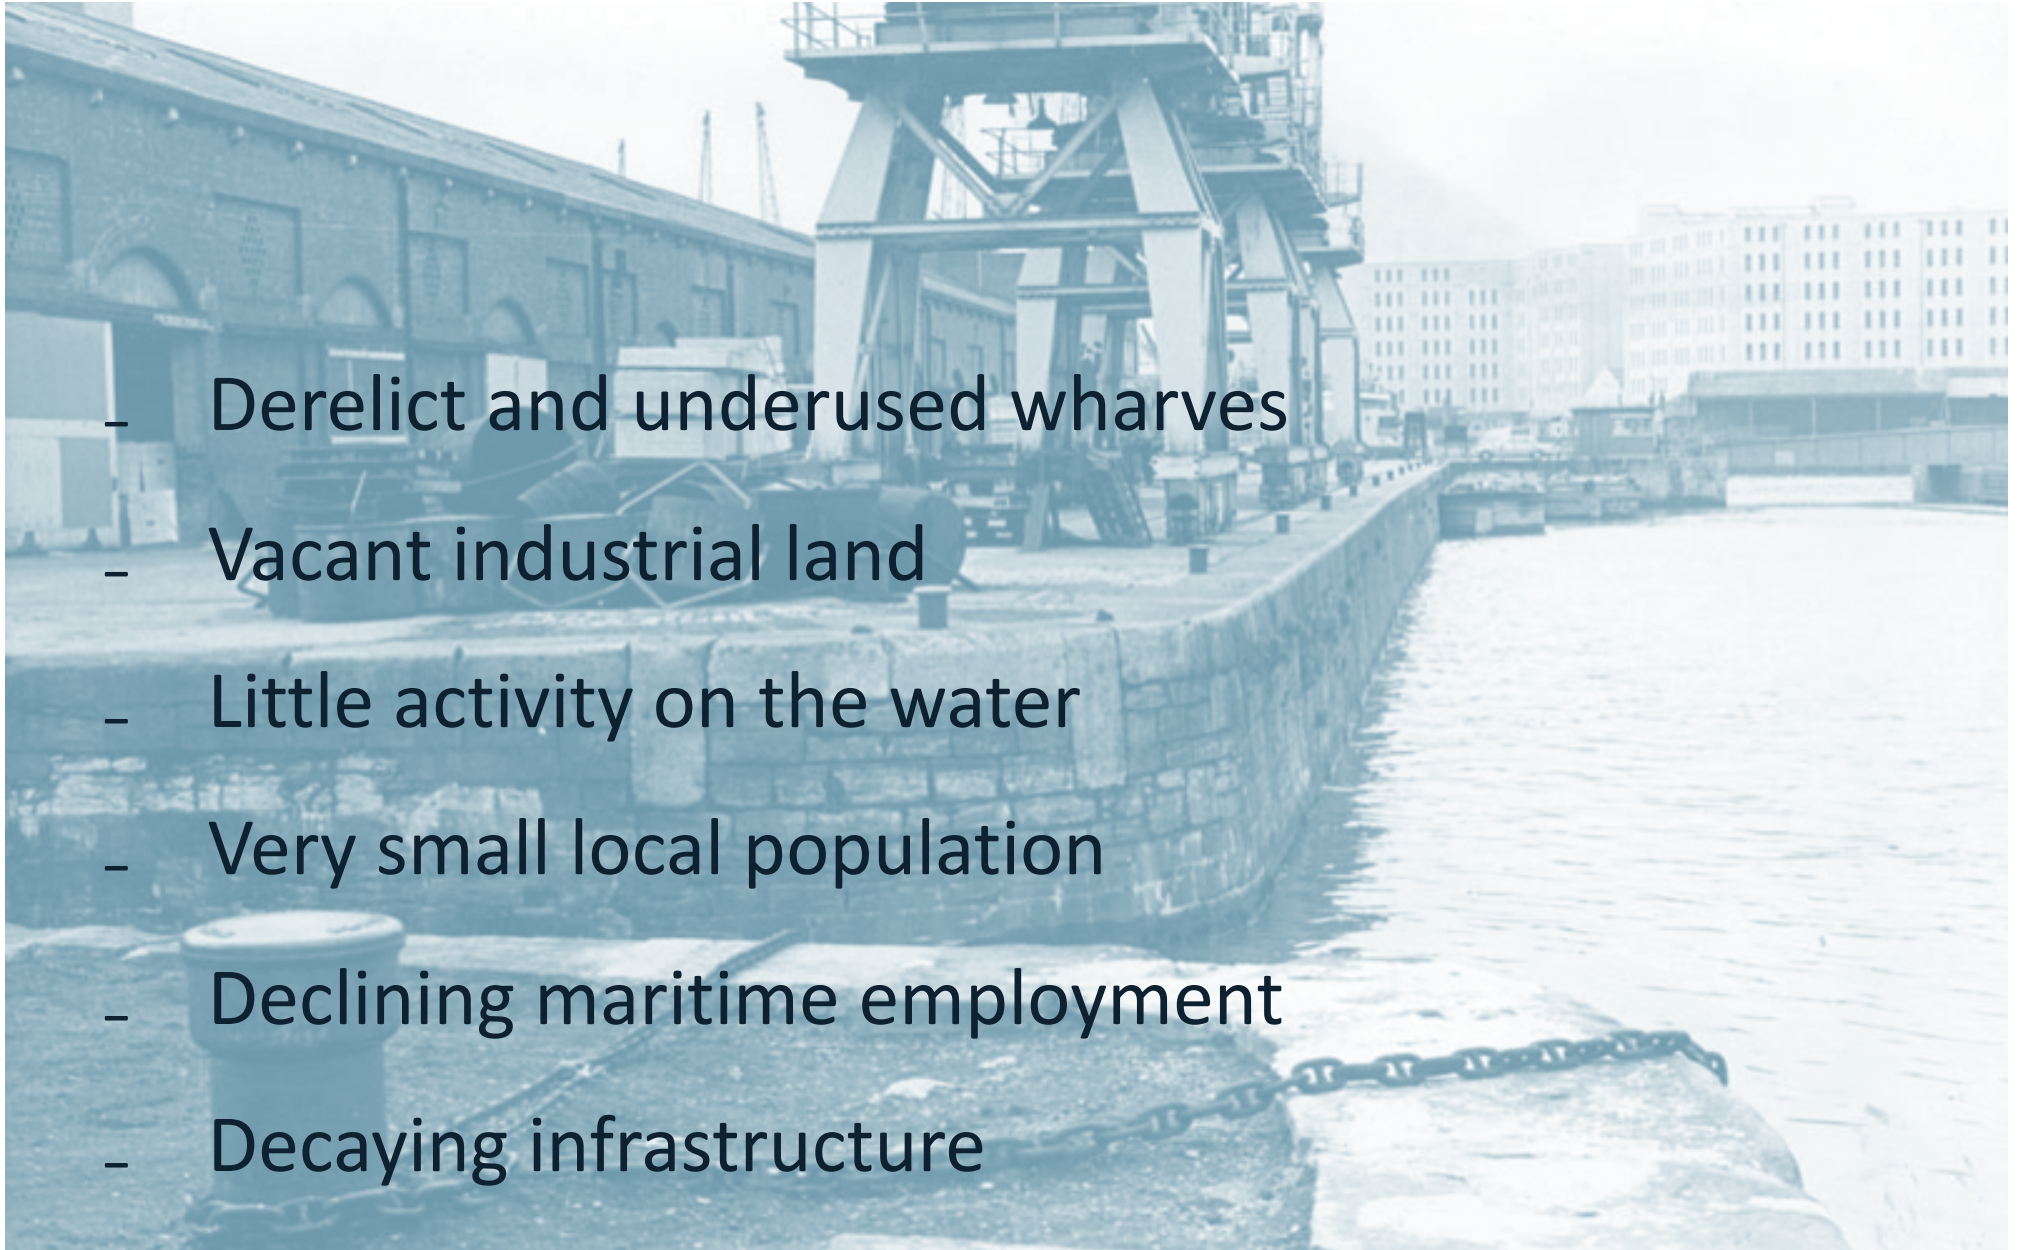 – Derelict and underused wharves
– Vacant industrial land
– Little activity on the water
– Very small local population
– Declining maritime employment
– Decaying infrastructure